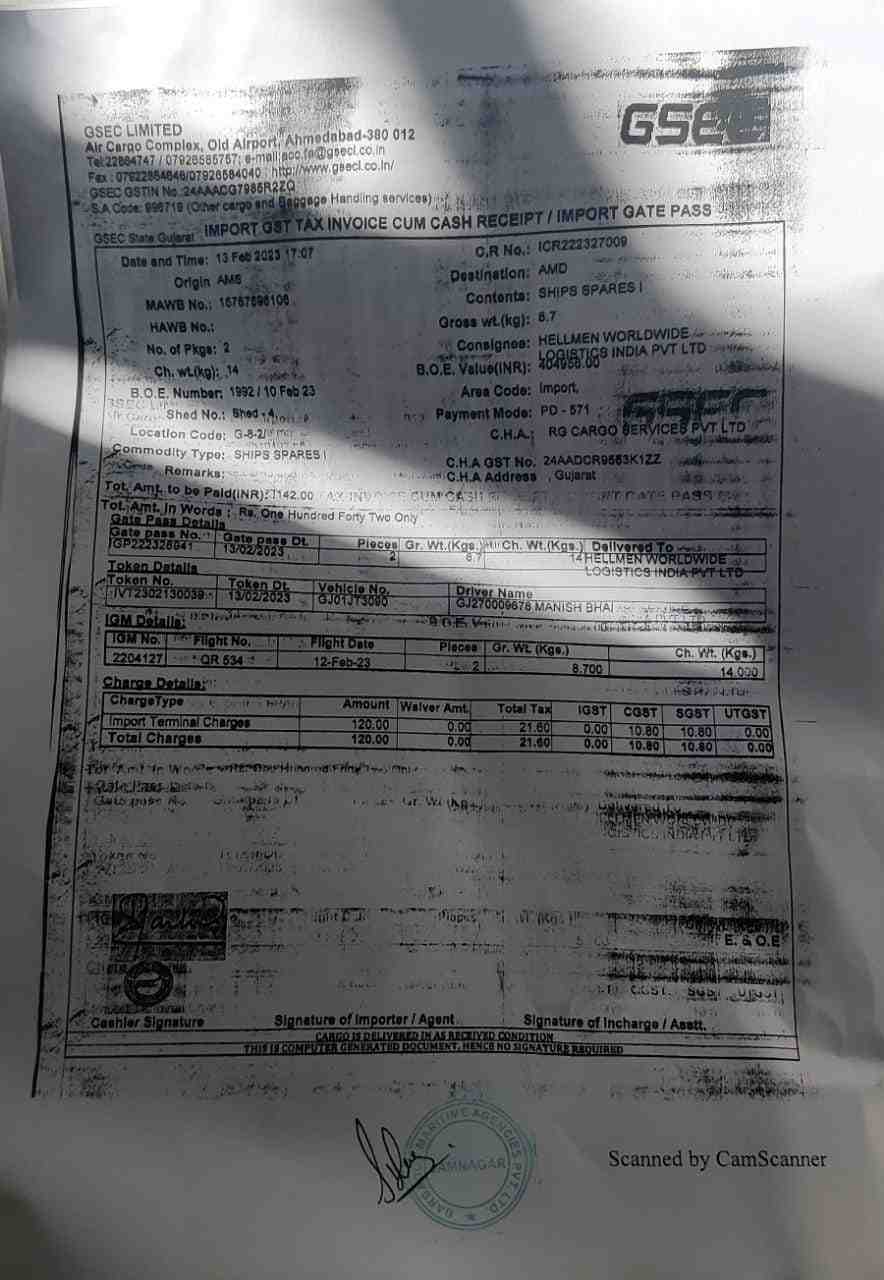 GSEC
GSEC LIMITED
Air Cargo Complex, Old Airport, Ahmedabad-380 012
Tel:22864747 / 07926585757; e-mail:acc.fa@gsecl.co.in
Fax : 07922864646/07926584040 : http://www.gsecl.co.in/
GSEC GSTIN No :24AAACG7985R2ZQ
S.A Code: 996719 (Other cargo and Baggage Handling services)
GSEC State Gujarat IMPORT GST TAX INVOICE CUM CASH RECEIPT / IMPORT GATE PASS
Date and Time: 13 Feb 2023 17:07 C.R No.: ICR222327009
Origin AMS Destination: AMD
MAWB No.: 15767596106 Contents: SHIPS SPARES I
HAWB No.: Gross wt.(kg): 8.7
No. of Pkgs: 2 Consignee: HELLMEN WORLDWIDE
LOGISTICS INDIA PVT LTD
Ch. wt.(kg): 14 B.O.E. Value(INR):
B.O.E. Number: 1992 / 10 Feb 23 Area Code: Import,
Shed No.: Shed - 4 Payment Mode: PD - 571
Location Code: G-8-2/ C.H.A.: RG CARGO SERVICES PVT LTD
Commodity Type: SHIPS SPARES I C.H.A GST No. 24AADCR9563K1ZZ
Remarks: C.H.A Address , Gujarat
Tot. Amt. to be Paid(INR): 142.00
Tot. Amt. in Words : Rs. One Hundred Forty Two Only
Gate Pass Details
Gate pass No. Gate pass Dt. Pieces Gr. Wt.(Kgs.) Ch. Wt.(Kgs.) Delivered To
IGP222326941 13/02/2023 2 8.7 14 HELLMEN WORLDWIDE
LOGISTICS INDIA PVT LTD
Token Details
Token No. Token Dt. Vehicle No. Driver Name
IVT2302130039 13/02/2023 GJ01JT3090 GJ270009676 MANISH BHAI
IGM Details:
IGM No. Flight No. Flight Date Pieces Gr. Wt. (Kgs.) Ch. Wt. (Kgs.)
2204127 QR 534 12-Feb-23 2 8.700 14.000
Charge Details:
ChargeType Amount Waiver Amt. Total Tax IGST CGST SGST UTGST
Import Terminal Charges 120.00 0.00 21.60 0.00 10.80 10.80 0.00
Total Charges 120.00 0.00 21.60 0.00 10.80 10.80 0.00
E. & O.E
Cashier Signature Signature of Importer / Agent Signature of Incharge / Asstt.
CARGO IS DELIVERED IN AS RECEIVED CONDITION
THIS IS COMPUTER GENERATED DOCUMENT, HENCE NO SIGNATURE REQUIRED
MARITIVE AGENCIES PVT. LTD.
JAMNAGAR
Scanned by CamScanner